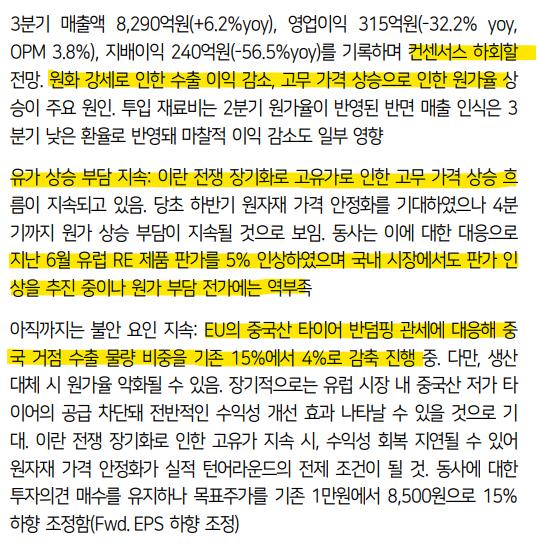 3분기 매출액 8,290억원(+6.2%yoy), 영업이익 315억원(-32.2% yoy,
OPM 3.8%), 지배이익 240억원(-56.5%yoy)를 기록하며 컨센서스 하회할
전망. 원화 강세로 인한 수출 이익 감소, 고무 가격 상승으로 인한 원가율 상
승이 주요 원인. 투입 재료비는 2분기 원가율이 반영된 반면 매출 인식은 3
분기 낮은 환율로 반영돼 마찰적 이익 감소도 일부 영향
유가 상승 부담 지속: 이란 전쟁 장기화로 고유가로 인한 고무 가격 상승 흐
름이 지속되고 있음. 당초 하반기 원자재 가격 안정화를 기대하였으나 4분
기까지 원가 상승 부담이 지속될 것으로 보임. 동사는 이에 대한 대응으로
지난 6월 유럽 RE 제품 판가를 5% 인상하였으며 국내 시장에서도 판가 인
상을 추진 중이나 원가 부담 전가에는 역부족
아직까지는 불안 요인 지속: EU의 중국산 타이어 반덤핑 관세에 대응해 중
국 거점 수출 물량 비중을 기존 15%에서 4%로 감축 진행 중. 다만, 생산
대체 시 원가율 악화될 수 있음. 장기적으로는 유럽 시장 내 중국산 저가 타
이어의 공급 차단돼 전반적인 수익성 개선 효과 나타날 수 있을 것으로 기
대. 이란 전쟁 장기화로 인한 고유가 지속 시, 수익성 회복 지연될 수 있어
원자재 가격 안정화가 실적 턴어라운드의 전제 조건이 될 것. 동사에 대한
투자의견 매수를 유지하나 목표주가를 기존 1만원에서 8,500원으로 15%
하향 조정함(Fwd. EPS 하향 조정)